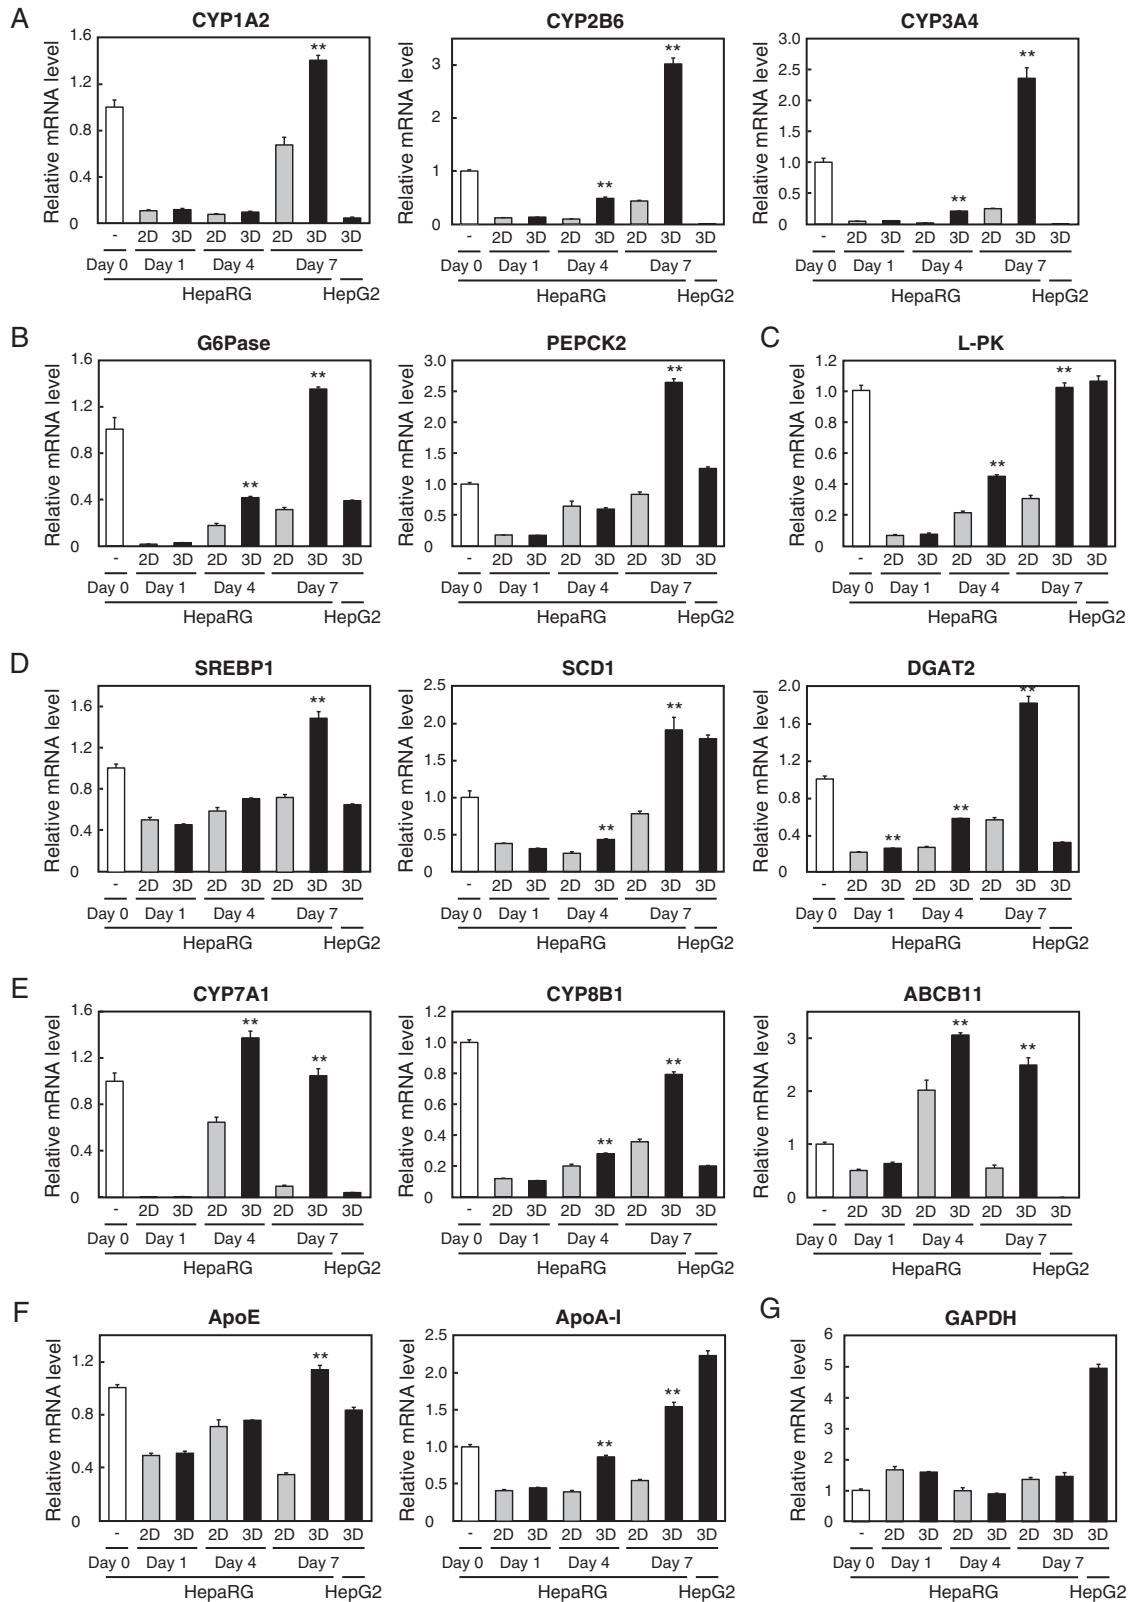 A
CYP1A2 CYP2B6 CYP3A4
Relative mRNA level 1.6 1.2 0.8 0.4 0 **
Relative mRNA level 3 2 1 0 ** **
Relative mRNA level 3.0 2.5 2.0 1.5 1.0 0.5 0 ** **
- 2D 3D 2D 3D 2D 3D 3D - 2D 3D 2D 3D 2D 3D 3D - 2D 3D 2D 3D 2D 3D 3D
Day 0 Day 1 Day 4 Day 7 Day 0 Day 1 Day 4 Day 7 Day 0 Day 1 Day 4 Day 7
HepaRG HepG2 HepaRG HepG2 HepaRG HepG2
B C
G6Pase PEPCK2 L-PK
Relative mRNA level 1.6 1.2 0.8 0.4 0 ** **
Relative mRNA level 3.0 2.5 2.0 1.5 1.0 0.5 0 **
Relative mRNA level 1.2 1.0 0.8 0.6 0.4 0.2 0 ** **
- 2D 3D 2D 3D 2D 3D 3D - 2D 3D 2D 3D 2D 3D 3D - 2D 3D 2D 3D 2D 3D 3D
Day 0 Day 1 Day 4 Day 7 Day 0 Day 1 Day 4 Day 7 Day 0 Day 1 Day 4 Day 7
HepaRG HepG2 HepaRG HepG2 HepaRG HepG2
D
SREBP1 SCD1 DGAT2
Relative mRNA level 1.6 1.2 0.8 0.4 0 **
Relative mRNA level 2.5 2.0 1.5 1.0 0.5 0 ** **
Relative mRNA level 2.0 1.6 1.2 0.8 0.4 0 ** ** **
- 2D 3D 2D 3D 2D 3D 3D - 2D 3D 2D 3D 2D 3D 3D - 2D 3D 2D 3D 2D 3D 3D
Day 0 Day 1 Day 4 Day 7 Day 0 Day 1 Day 4 Day 7 Day 0 Day 1 Day 4 Day 7
HepaRG HepG2 HepaRG HepG2 HepaRG HepG2
E
CYP7A1 CYP8B1 ABCB11
Relative mRNA level 1.6 1.2 0.8 0.4 0 ** **
Relative mRNA level 1.2 1.0 0.8 0.6 0.4 0.2 0 ** **
Relative mRNA level 3 2 1 0 ** **
- 2D 3D 2D 3D 2D 3D 3D - 2D 3D 2D 3D 2D 3D 3D - 2D 3D 2D 3D 2D 3D 3D
Day 0 Day 1 Day 4 Day 7 Day 0 Day 1 Day 4 Day 7 Day 0 Day 1 Day 4 Day 7
HepaRG HepG2 HepaRG HepG2 HepaRG HepG2
F G
ApoE ApoA-I GAPDH
Relative mRNA level 1.2 0.8 0.4 0 **
Relative mRNA level 2.5 2.0 1.5 1.0 0.5 0 ** **
Relative mRNA level 6 5 4 3 2 1 0
- 2D 3D 2D 3D 2D 3D 3D - 2D 3D 2D 3D 2D 3D 3D - 2D 3D 2D 3D 2D 3D 3D
Day 0 Day 1 Day 4 Day 7 Day 0 Day 1 Day 4 Day 7 Day 0 Day 1 Day 4 Day 7
HepaRG HepG2 HepaRG HepG2 HepaRG HepG2